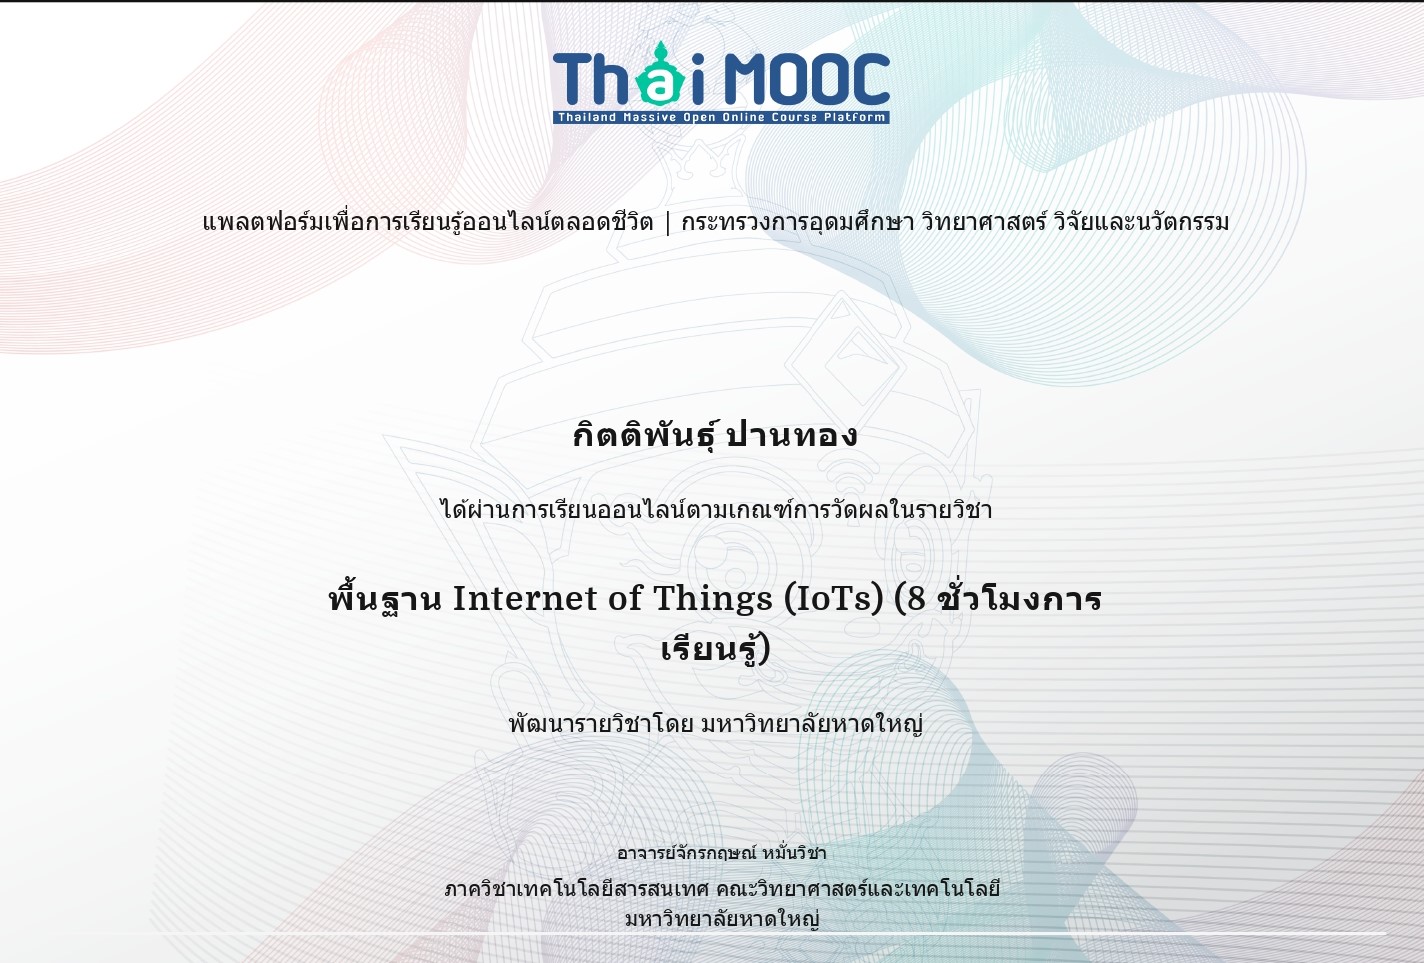 Thai MOOC
Thailand Massive Open Online Course Platform
แพลตฟอร์มเพื่อการเรียนรู้ออนไลน์ตลอดชีวิต | กระทรวงการอุดมศึกษา วิทยาศาสตร์ วิจัยและนวัตกรรม
กิตติพันธุ์ ปานทอง
ได้ผ่านการเรียนออนไลน์ตามเกณฑ์การวัดผลในรายวิชา
พื้นฐาน Internet of Things (IoTs) (8 ชั่วโมงการ
เรียนรู้)
พัฒนารายวิชาโดย มหาวิทยาลัยหาดใหญ่
อาจารย์จักรกฤษณ์ หมั่นวิชา
ภาควิชาเทคโนโลยีสารสนเทศ คณะวิทยาศาสตร์และเทคโนโลยี
มหาวิทยาลัยหาดใหญ่